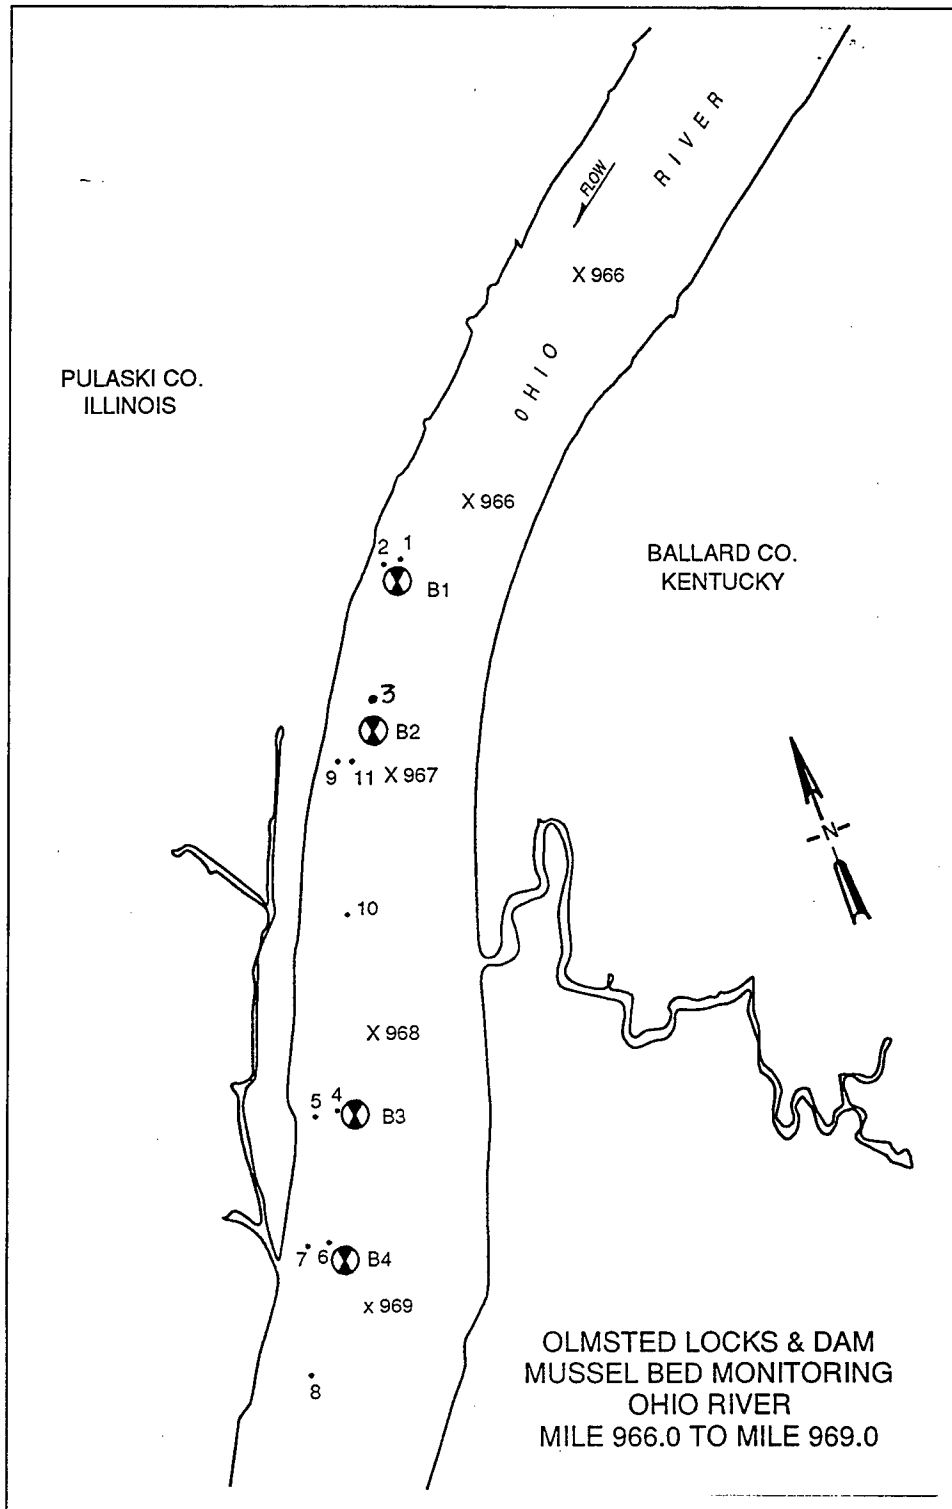 RIVER
FLOW
X 966
OHIO
PULASKI CO.
ILLINOIS
X 966
BALLARD CO.
KENTUCKY
2 1
B1
3
B2
9 11 X 967
N
10
X 968
5 4 B3
7 6 B4
x 969
8
OLMSTED LOCKS & DAM
MUSSEL BED MONITORING
OHIO RIVER
MILE 966.0 TO MILE 969.0